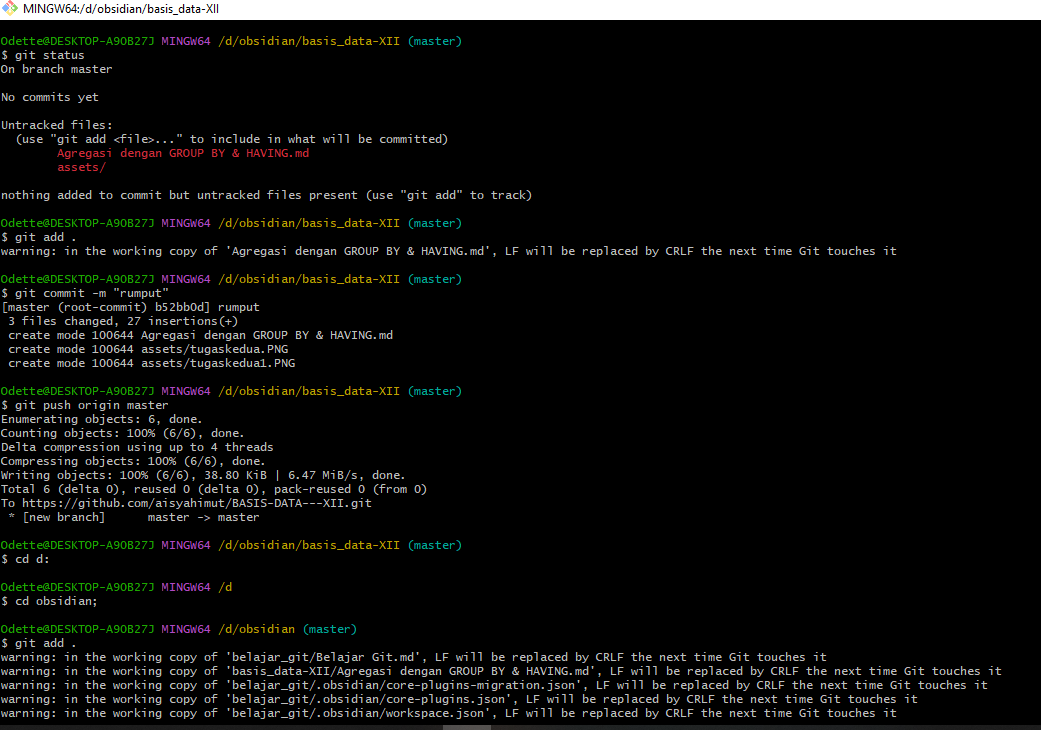 MINGW64:/d/obsidian/basis_data-XII
Odette@DESKTOP-A9OB27J MINGW64 /d/obsidian/basis_data-XII (master)
$ git status
On branch master
No commits yet
Untracked files:
  (use "git add <file>..." to include in what will be committed)
        Agregasi dengan GROUP BY & HAVING.md
        assets/
nothing added to commit but untracked files present (use "git add" to track)
Odette@DESKTOP-A9OB27J MINGW64 /d/obsidian/basis_data-XII (master)
$ git add .
warning: in the working copy of 'Agregasi dengan GROUP BY & HAVING.md', LF will be replaced by CRLF the next time Git touches it
Odette@DESKTOP-A9OB27J MINGW64 /d/obsidian/basis_data-XII (master)
$ git commit -m "rumput"
[master (root-commit) b52bb0d] rumput
 3 files changed, 27 insertions(+)
 create mode 100644 Agregasi dengan GROUP BY & HAVING.md
 create mode 100644 assets/tugaskedua.PNG
 create mode 100644 assets/tugaskedua1.PNG
Odette@DESKTOP-A9OB27J MINGW64 /d/obsidian/basis_data-XII (master)
$ git push origin master
Enumerating objects: 6, done.
Counting objects: 100% (6/6), done.
Delta compression using up to 4 threads
Compressing objects: 100% (6/6), done.
Writing objects: 100% (6/6), 38.80 KiB | 6.47 MiB/s, done.
Total 6 (delta 0), reused 0 (delta 0), pack-reused 0 (from 0)
To https://github.com/aisyahimut/BASIS-DATA---XII.git
 * [new branch]      master -> master
Odette@DESKTOP-A9OB27J MINGW64 /d/obsidian/basis_data-XII (master)
$ cd d:
Odette@DESKTOP-A9OB27J MINGW64 /d
$ cd obsidian;
Odette@DESKTOP-A9OB27J MINGW64 /d/obsidian (master)
$ git add .
warning: in the working copy of 'belajar_git/Belajar Git.md', LF will be replaced by CRLF the next time Git touches it
warning: in the working copy of 'basis_data-XII/Agregasi dengan GROUP BY & HAVING.md', LF will be replaced by CRLF the next time Git touches it
warning: in the working copy of 'belajar_git/.obsidian/core-plugins-migration.json', LF will be replaced by CRLF the next time Git touches it
warning: in the working copy of 'belajar_git/.obsidian/core-plugins.json', LF will be replaced by CRLF the next time Git touches it
warning: in the working copy of 'belajar_git/.obsidian/workspace.json', LF will be replaced by CRLF the next time Git touches it